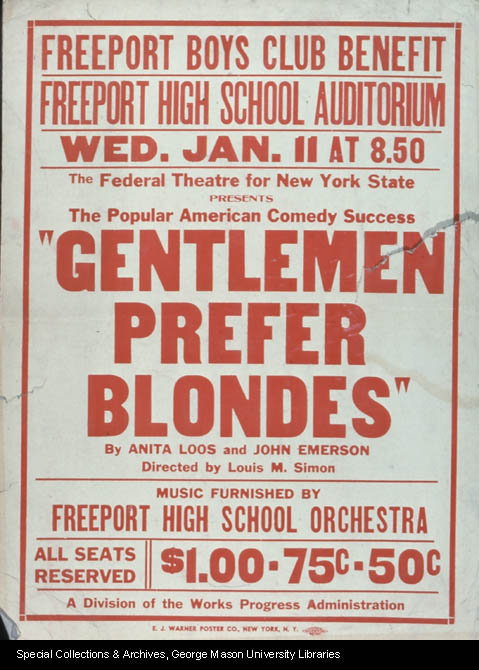 FREEPORT BOYS CLUB BENEFIT
FREEPORT HIGH SCHOOL AUDITORIUM
WED. JAN. 11 AT 8.50
The Federal Theatre for New York State
PRESENTS
The Popular American Comedy Success
"GENTLEMEN
PREFER
BLONDES"
By ANITA LOOS and JOHN EMERSON
Directed by Louis M. Simon
MUSIC FURNISHED BY
FREEPORT HIGH SCHOOL ORCHESTRA
ALL SEATS
RESERVED
$1.00 - 75c - 50c
A Division of the Works Progress Administration
E. J. WARNER POSTER CO., NEW YORK, N. Y.
Special Collections & Archives, George Mason University Libraries